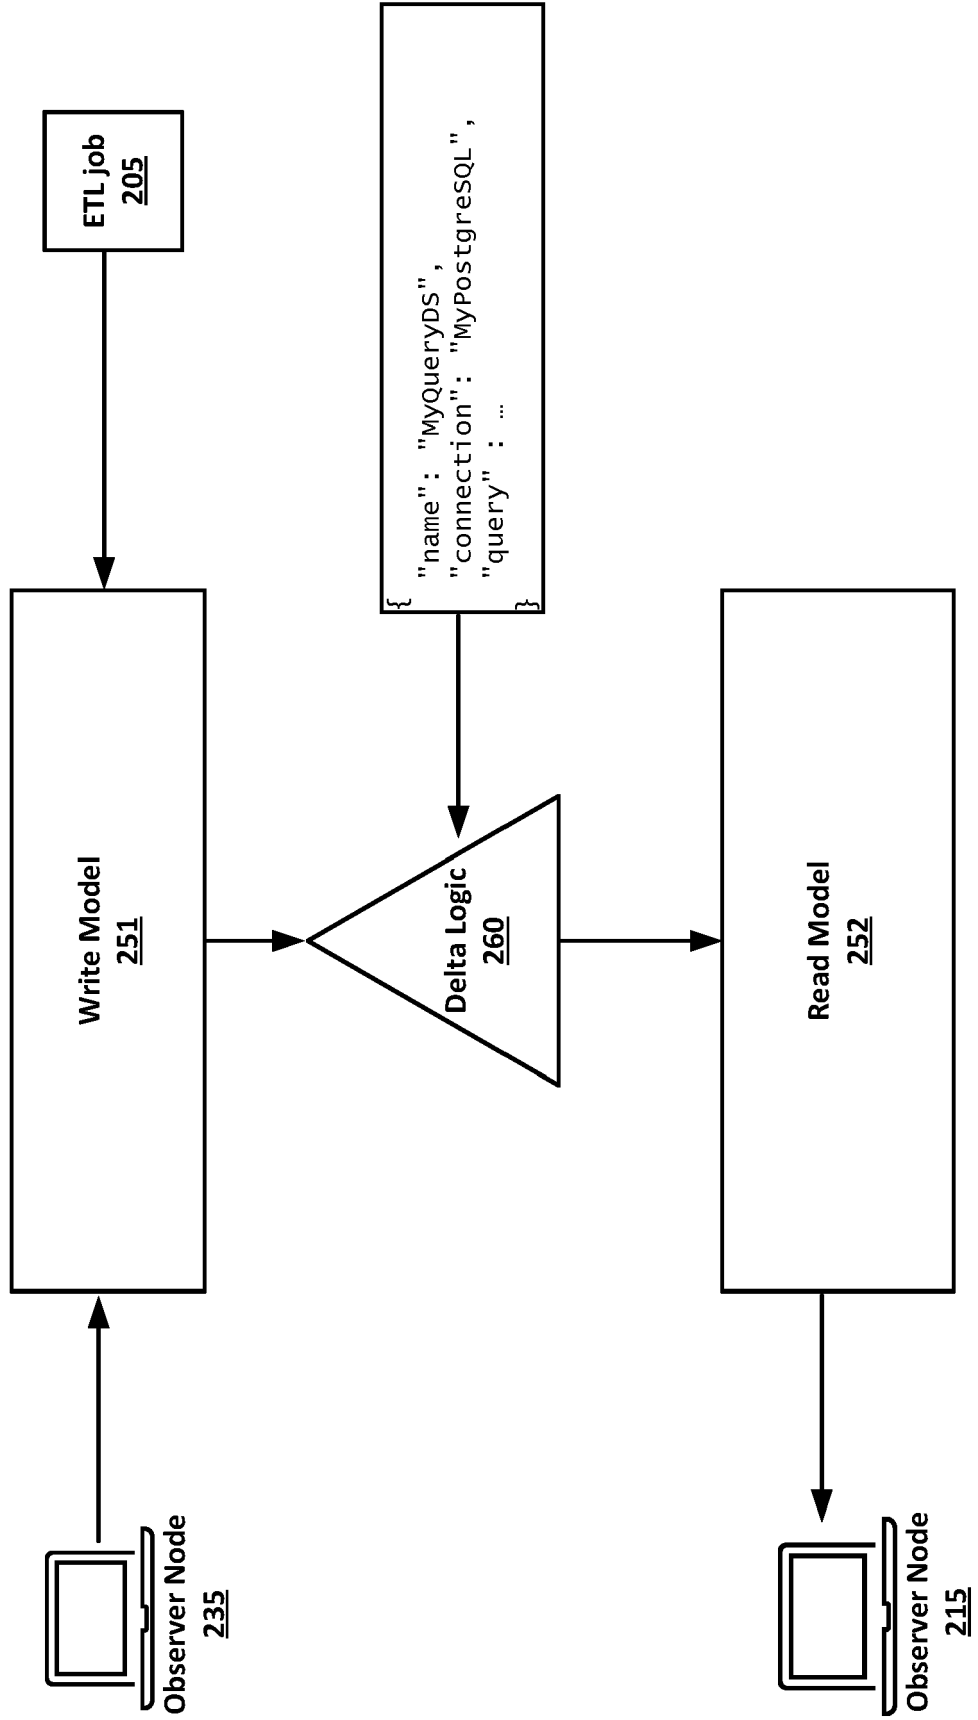 Observer Node
235
Write Model
251
ETL job
205
Delta Logic
260
{
"name": "MyQueryDS",
"connection": "MyPostgreSQL",
"query" : …
}
Observer Node
215
Read Model
252